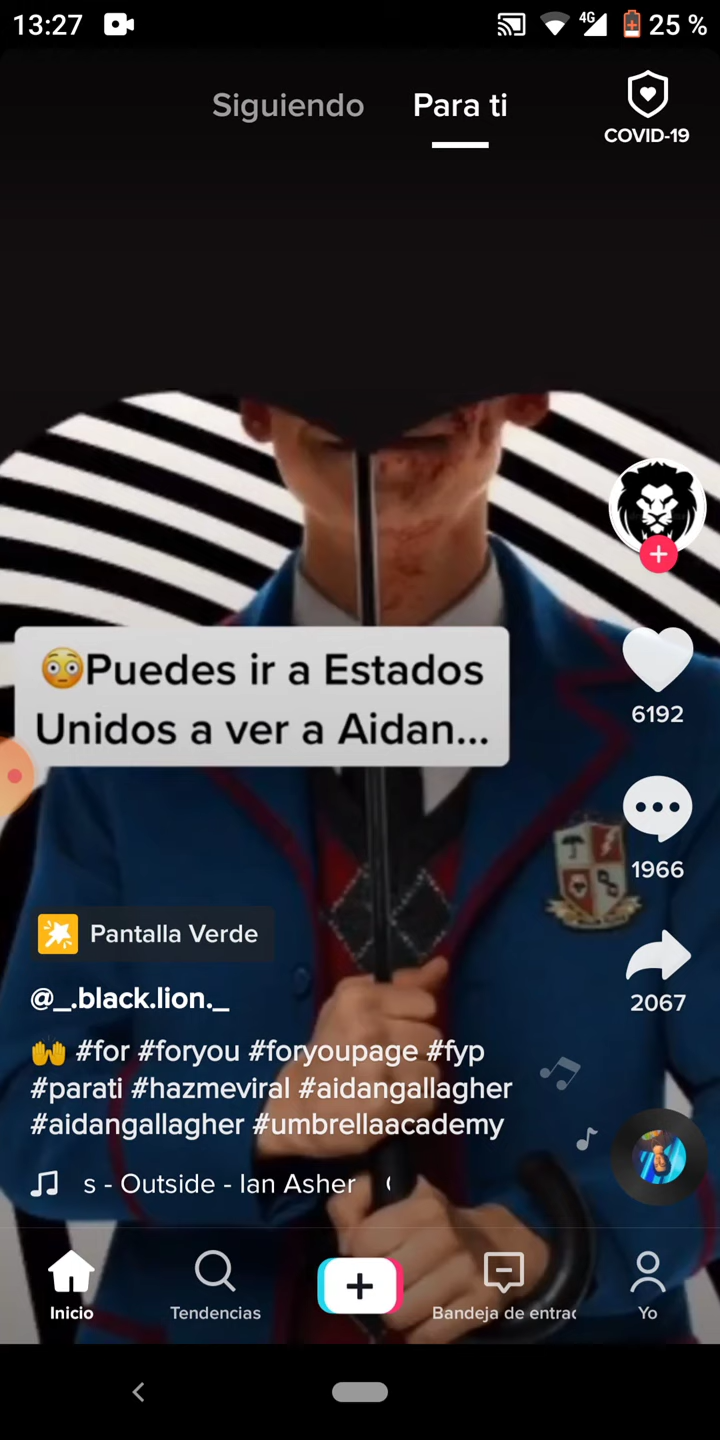 13:27
4G
25 %
Siguiendo
Para ti
COVID-19
😳Puedes ir a Estados
Unidos a ver a Aidan...
6192
1966
2067
Pantalla Verde
@_.black.lion._
🙌 #for #foryou #foryoupage #fyp
#parati #hazmeviral #aidangallagher
#aidangallagher #umbrellaacademy
s - Outside - Ian Asher
Inicio
Tendencias
Bandeja de entrac
Yo